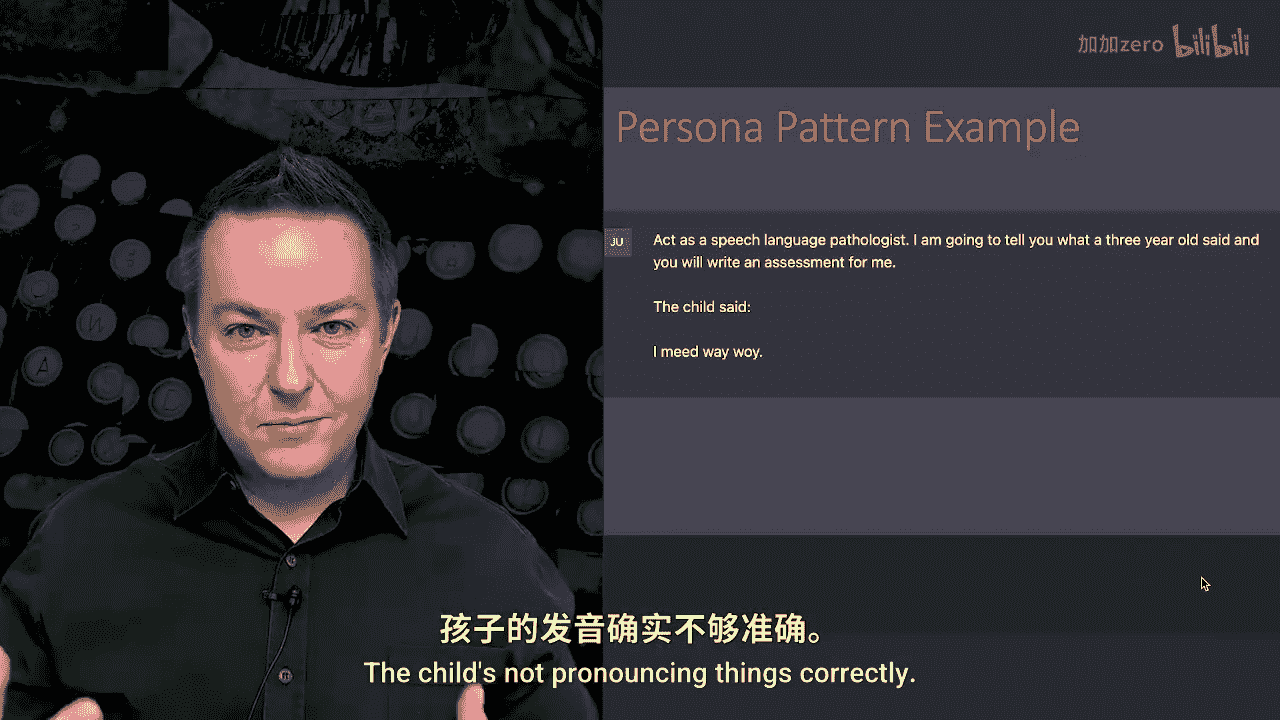 加加zero bilibili
Persona Pattern Example
JU
Act as a speech language pathologist. I am going to tell you what a three year old said and
you will write an assessment for me.
The child said:
I meed way woy.
孩子的发音确实不够准确。
The child's not pronouncing things correctly.